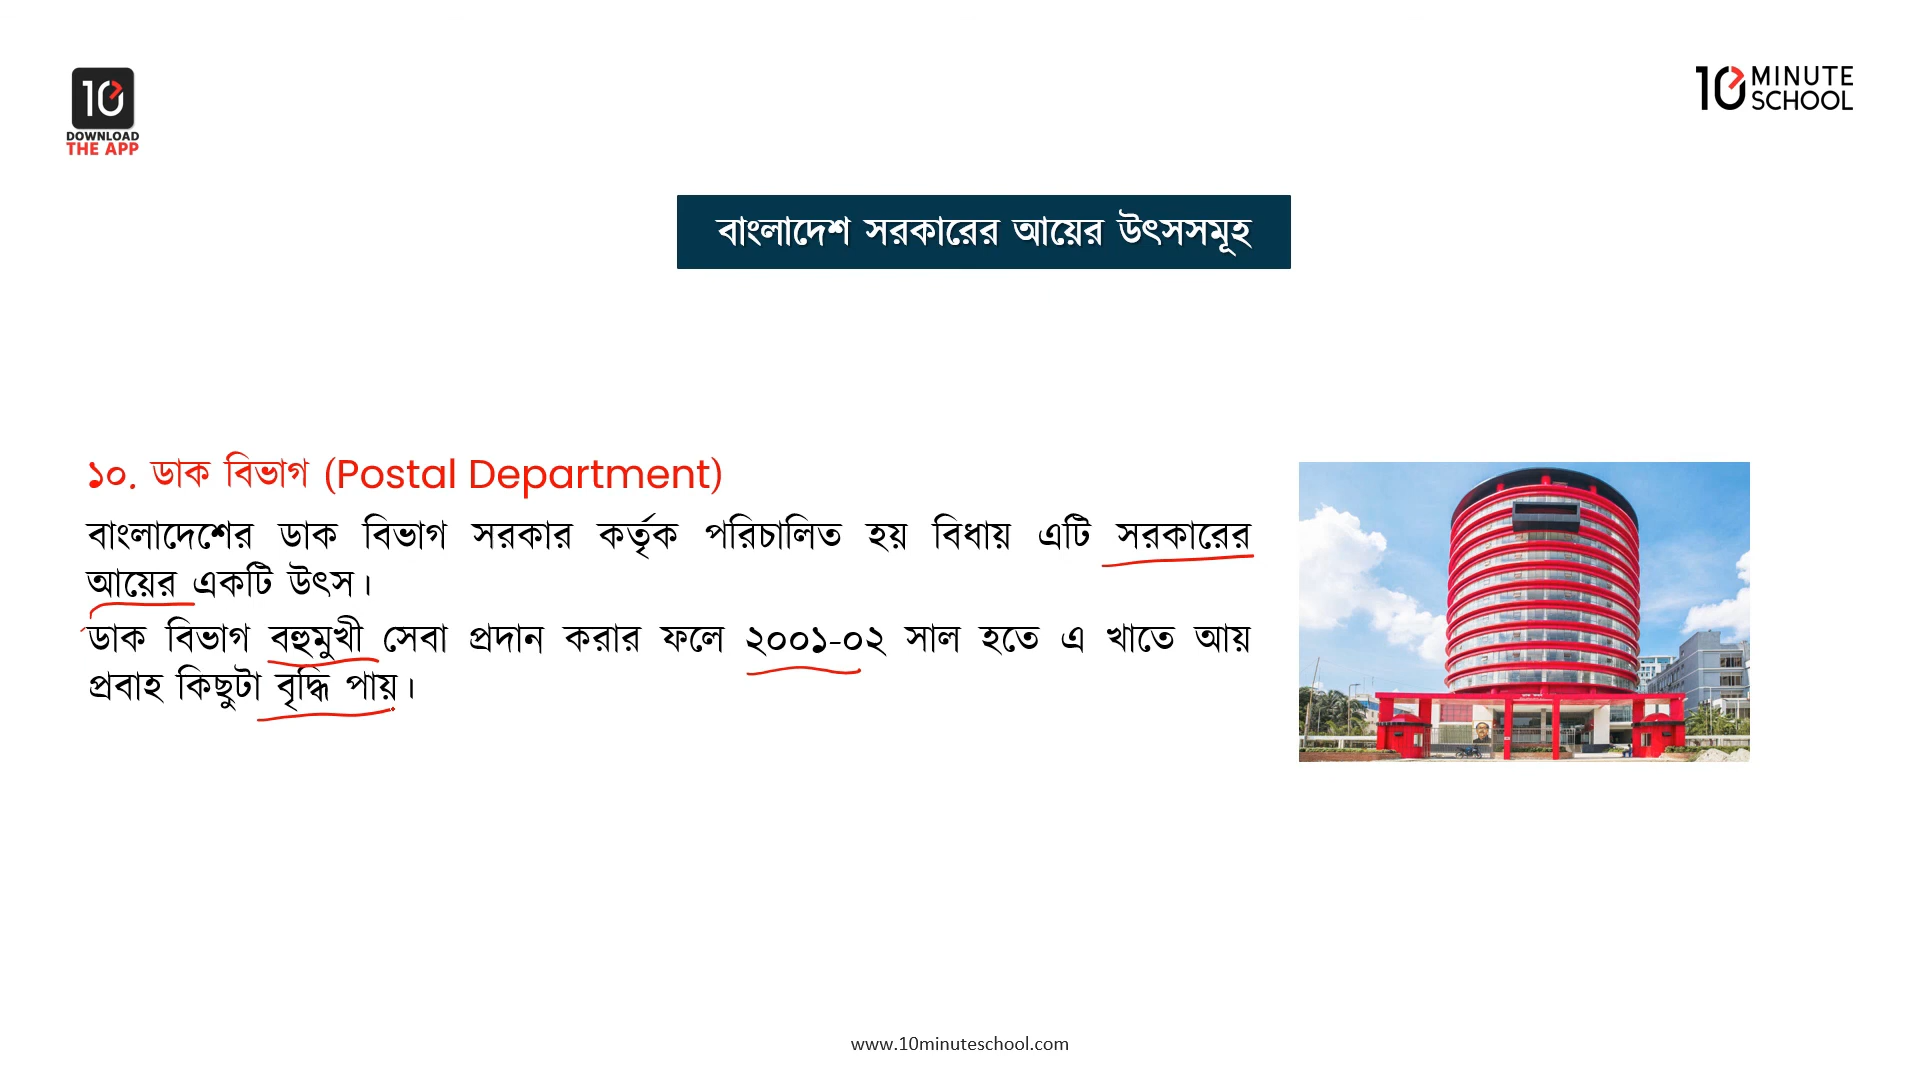 10
DOWNLOAD
THE APP
10 MINUTE
SCHOOL
বাংলাদেশ সরকারের আয়ের উৎসসমূহ
১০. ডাক বিভাগ (Postal Department)
বাংলাদেশের ডাক বিভাগ সরকার কর্তৃক পরিচালিত হয় বিধায় এটি সরকারের
আয়ের একটি উৎস।
ডাক বিভাগ বহুমুখী সেবা প্রদান করার ফলে ২০০১-০২ সাল হতে এ খাতে আয়
প্রবাহ কিছুটা বৃদ্ধি পায়।
www.10minuteschool.com